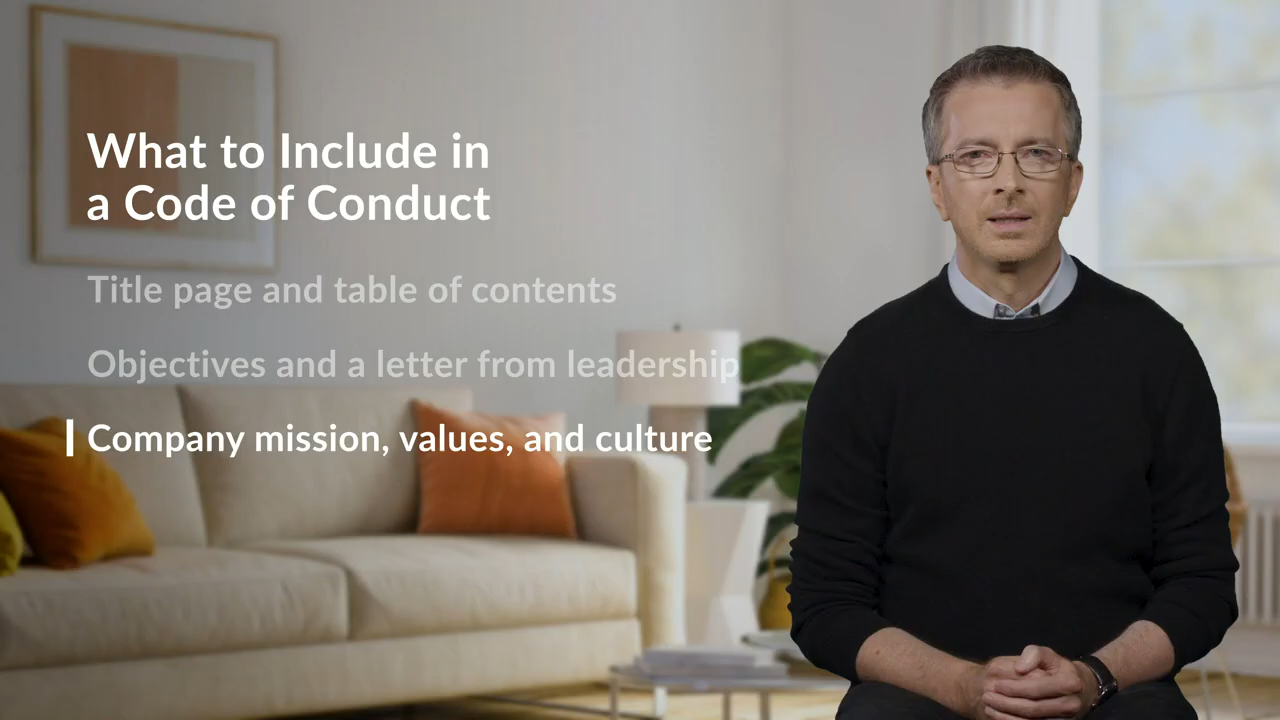 What to Include in
a Code of Conduct
Title page and table of contents
Objectives and a letter from leadership
Company mission, values, and culture